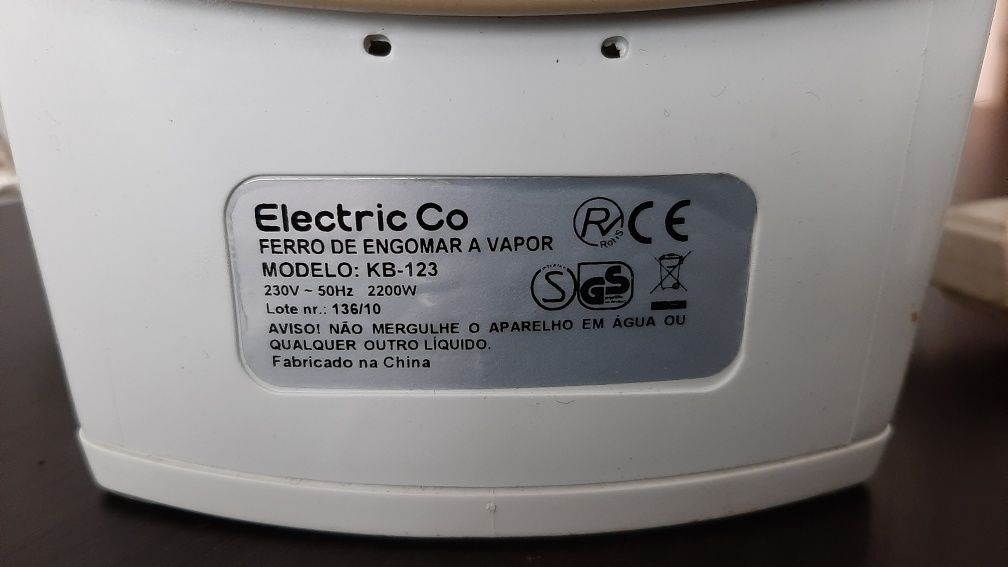 Electric Co
FERRO DE ENGOMAR A VAPOR
MODELO: KB-123
230V ~ 50Hz 2200W
Lote nr.: 136/10
AVISO! NÃO MERGULHE O APARELHO EM ÁGUA OU
QUALQUER OUTRO LÍQUIDO.
Fabricado na China
RoHS
CE
S
GS